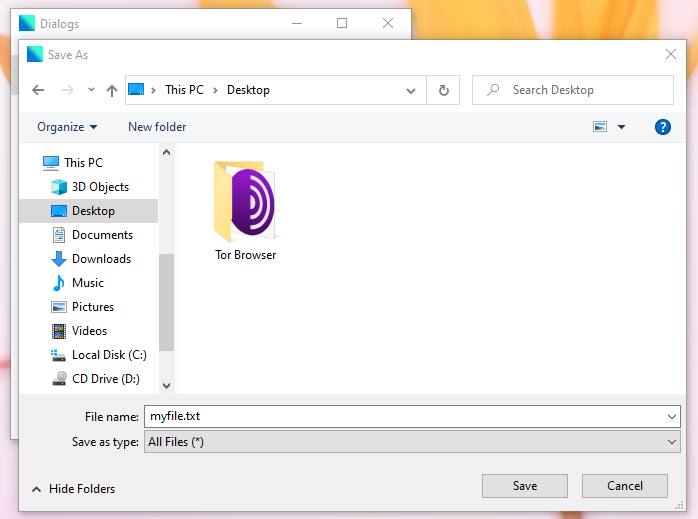 Dialogs
Save As
This PC Desktop
Search Desktop
Organize New folder
This PC
3D Objects
Desktop
Documents
Downloads
Music
Pictures
Videos
Local Disk (C:)
CD Drive (D:)
Tor Browser
File name: myfile.txt
Save as type: All Files (*)
Hide Folders
Save Cancel